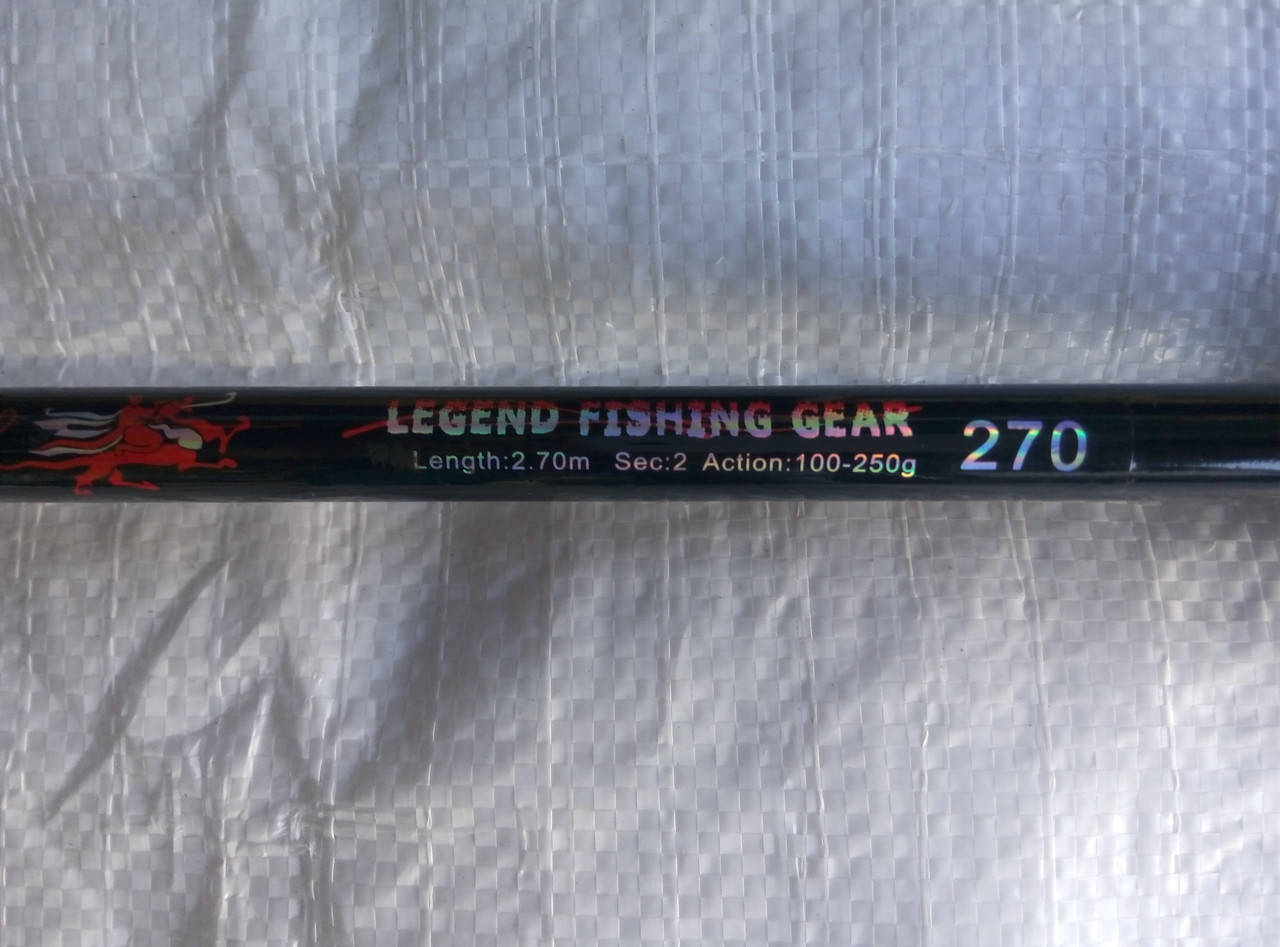 LEGEND FISHING GEAR 270
Length:2.70m Sec:2 Action:100-250g